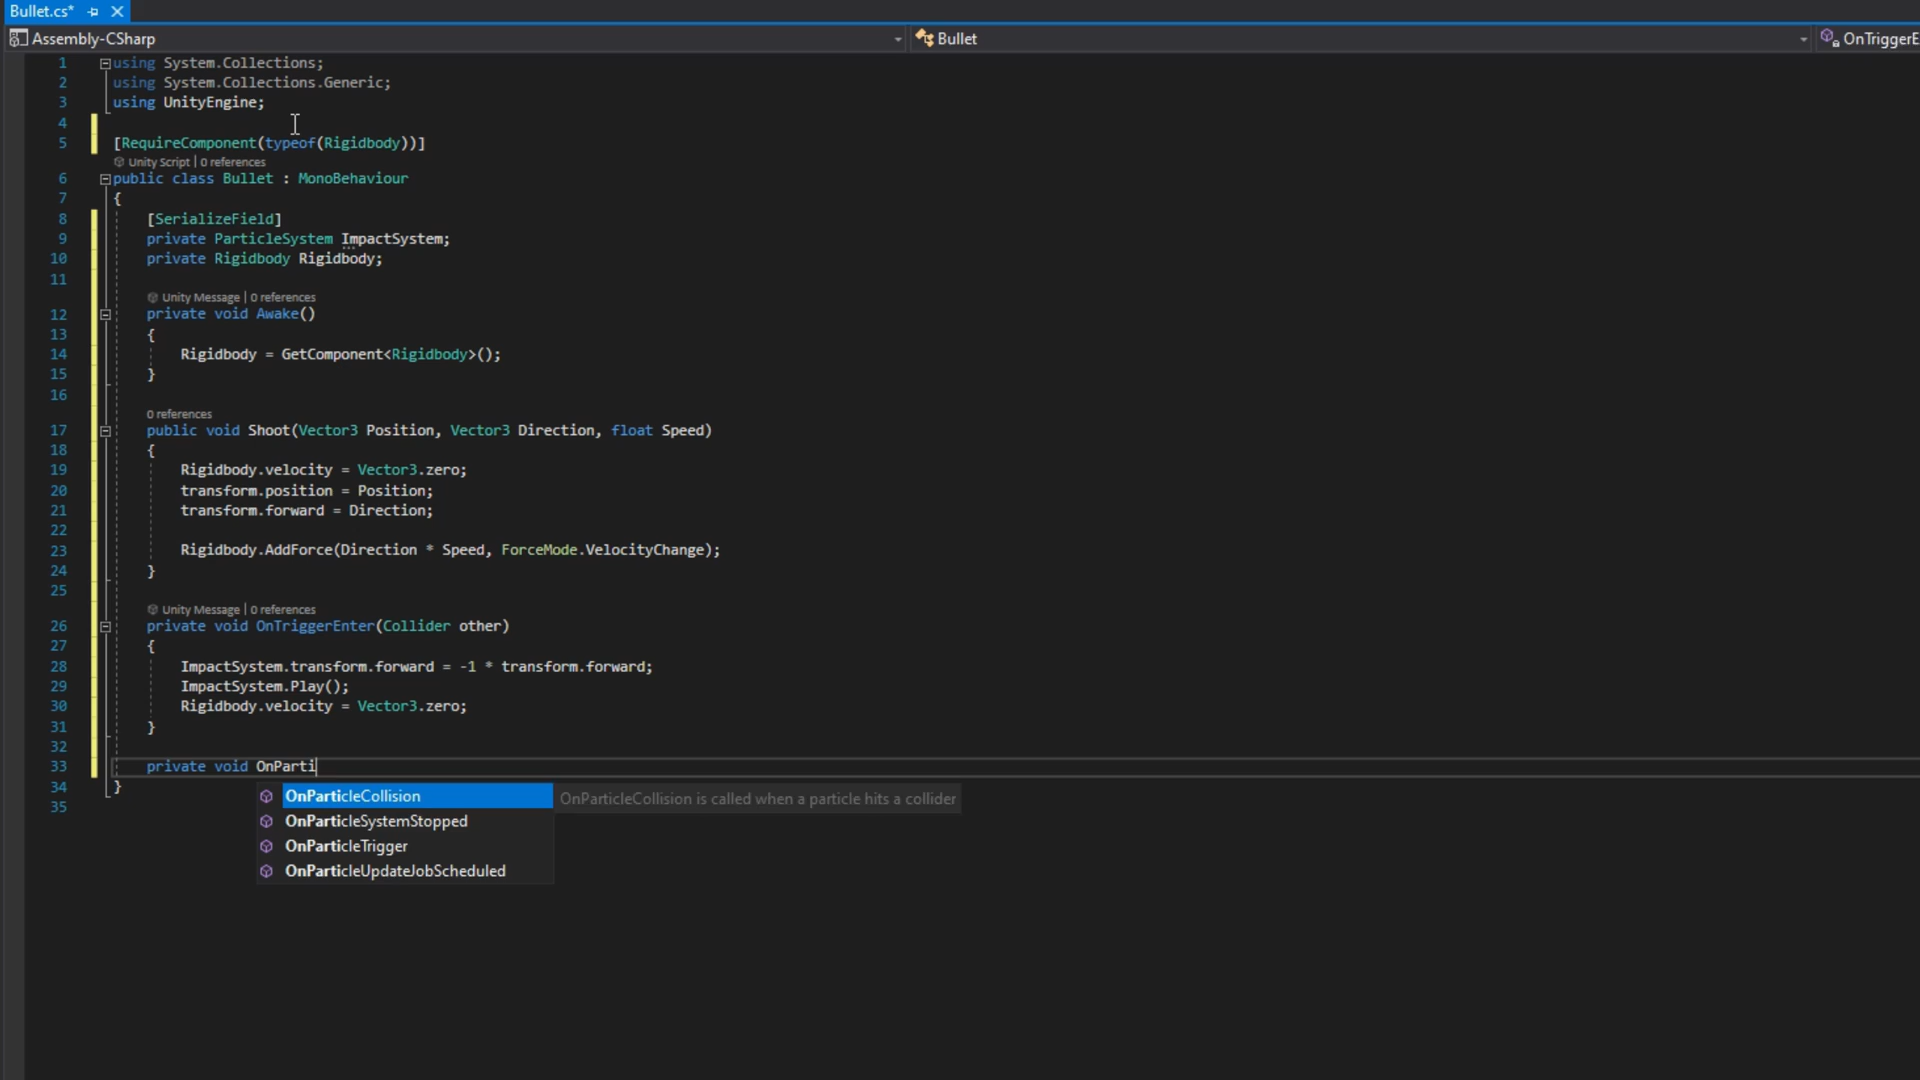 Bullet.cs*
Assembly-CSharp Bullet OnTriggerE
1 using System.Collections;
2 using System.Collections.Generic;
3 using UnityEngine;
4
5 [RequireComponent(typeof(Rigidbody))]
Unity Script | 0 references
6 public class Bullet : MonoBehaviour
7 {
8 [SerializeField]
9 private ParticleSystem ImpactSystem;
10 private Rigidbody Rigidbody;
11
Unity Message | 0 references
12 private void Awake()
13 {
14 Rigidbody = GetComponent<Rigidbody>();
15 }
16
0 references
17 public void Shoot(Vector3 Position, Vector3 Direction, float Speed)
18 {
19 Rigidbody.velocity = Vector3.zero;
20 transform.position = Position;
21 transform.forward = Direction;
22
23 Rigidbody.AddForce(Direction * Speed, ForceMode.VelocityChange);
24 }
25
Unity Message | 0 references
26 private void OnTriggerEnter(Collider other)
27 {
28 ImpactSystem.transform.forward = -1 * transform.forward;
29 ImpactSystem.Play();
30 Rigidbody.velocity = Vector3.zero;
31 }
32
33 private void OnParti
34 }
OnParticleCollision OnParticleCollision is called when a particle hits a collider
35
OnParticleSystemStopped
OnParticleTrigger
OnParticleUpdateJobScheduled